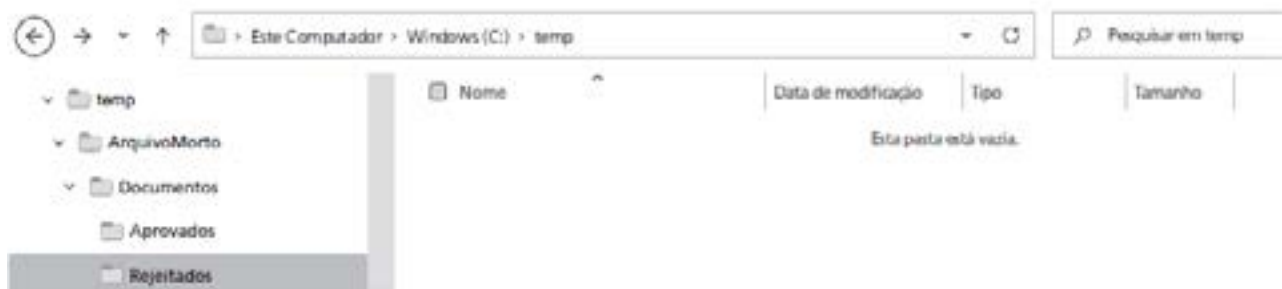 Este Computador > Windows (C:) > temp
Pesquisar em temp
Nome Data de modificação Tipo Tamanho
Esta pasta está vazia.
temp
ArquivoMorto
Documentos
Aprovados
Rejeitados